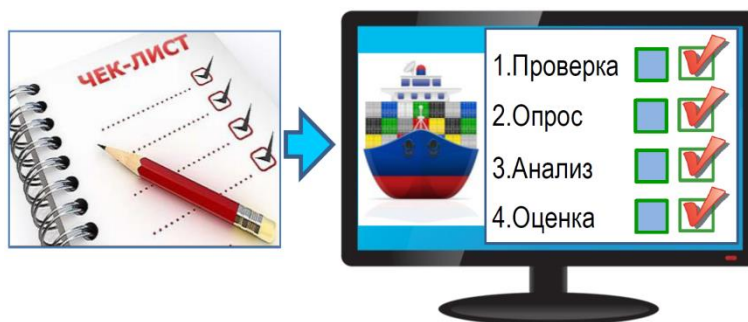 ЧЕК-ЛИСТ
1.Проверка
2.Опрос
3.Анализ
4.Оценка